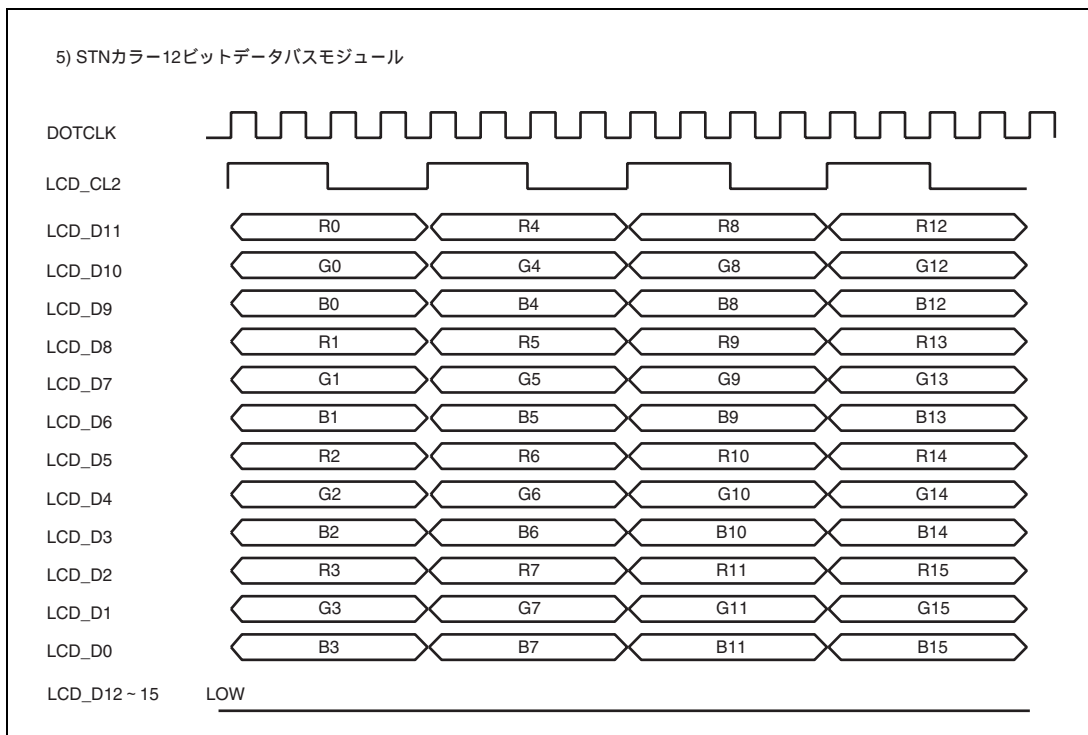 5) STNカラー12ビットデータバスモジュール
DOTCLK
LCD_CL2
LCD_D11 R0 R4 R8 R12
LCD_D10 G0 G4 G8 G12
LCD_D9 B0 B4 B8 B12
LCD_D8 R1 R5 R9 R13
LCD_D7 G1 G5 G9 G13
LCD_D6 B1 B5 B9 B13
LCD_D5 R2 R6 R10 R14
LCD_D4 G2 G6 G10 G14
LCD_D3 B2 B6 B10 B14
LCD_D2 R3 R7 R11 R15
LCD_D1 G3 G7 G11 G15
LCD_D0 B3 B7 B11 B15
LCD_D12~15 LOW